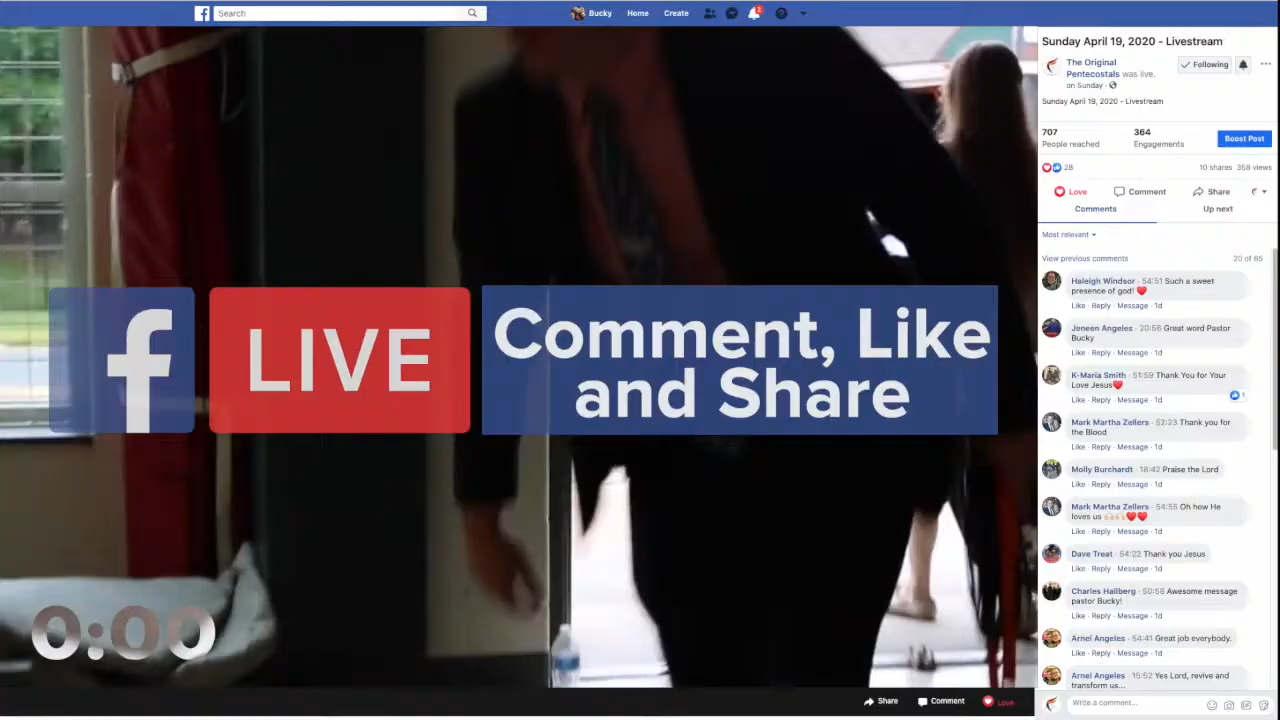 Search
Bucky
Home
Create
2
Sunday April 19, 2020 - Livestream
The Original
Pentecostals was live.
on Sunday ·
Following
Sunday April 19, 2020 - Livestream
707
People reached
364
Engagements
Boost Post
28
10 shares 358 views
Love
Comment
Share
Comments
Up next
Most relevant
View previous comments
20 of 65
Haleigh Windsor · 54:51 Such a sweet
presence of god! ❤️
Like · Reply · Message · 1d
Jeneen Angeles · 20:58 Great word Pastor
Bucky
Like · Reply · Message · 1d
K-Maria Smith · 51:59 Thank You for Your
Love Jesus❤️
1
Like · Reply · Message · 1d
Mark Martha Zellers · 52:23 Thank you for
the Blood
Like · Reply · Message · 1d
Molly Burchardt · 18:42 Praise the Lord
Like · Reply · Message · 1d
Mark Martha Zellers · 54:55 Oh how He
loves us 🙌🏻🙌🏻❤️❤️
Like · Reply · Message · 1d
Dave Treat · 54:22 Thank you Jesus
Like · Reply · Message · 1d
Charles Hallberg · 50:58 Awesome message
pastor Bucky!
Like · Reply · Message · 1d
Arnel Angeles · 54:41 Great job everybody.
Like · Reply · Message · 1d
Arnel Angeles · 15:52 Yes Lord, revive and
transform us...
Write a comment...
f LIVE
Comment, Like
and Share
0:00
Share
Comment
Love